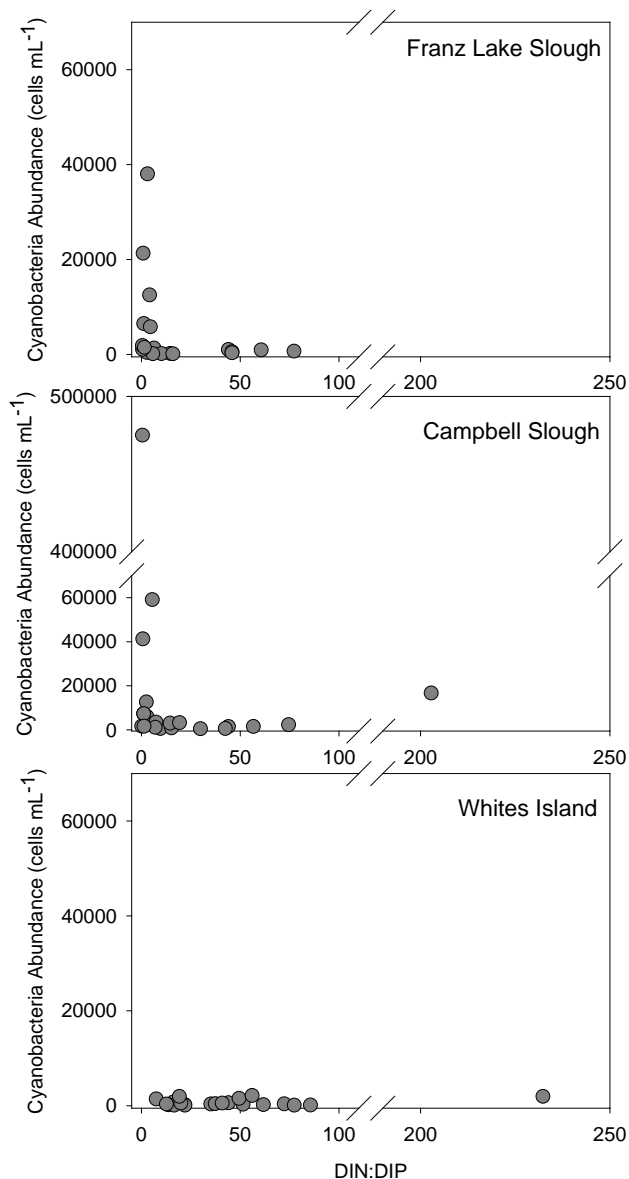 Franz Lake Slough
Cyanobacteria Abundance (cells mL-1)
60000
40000
20000
0
0 50 100 200 250
Campbell Slough
Cyanobacteria Abundance (cells mL-1)
500000
400000
60000
40000
20000
0
0 50 100 200 250
Whites Island
Cyanobacteria Abundance (cells mL-1)
60000
40000
20000
0
0 50 100 200 250
DIN:DIP